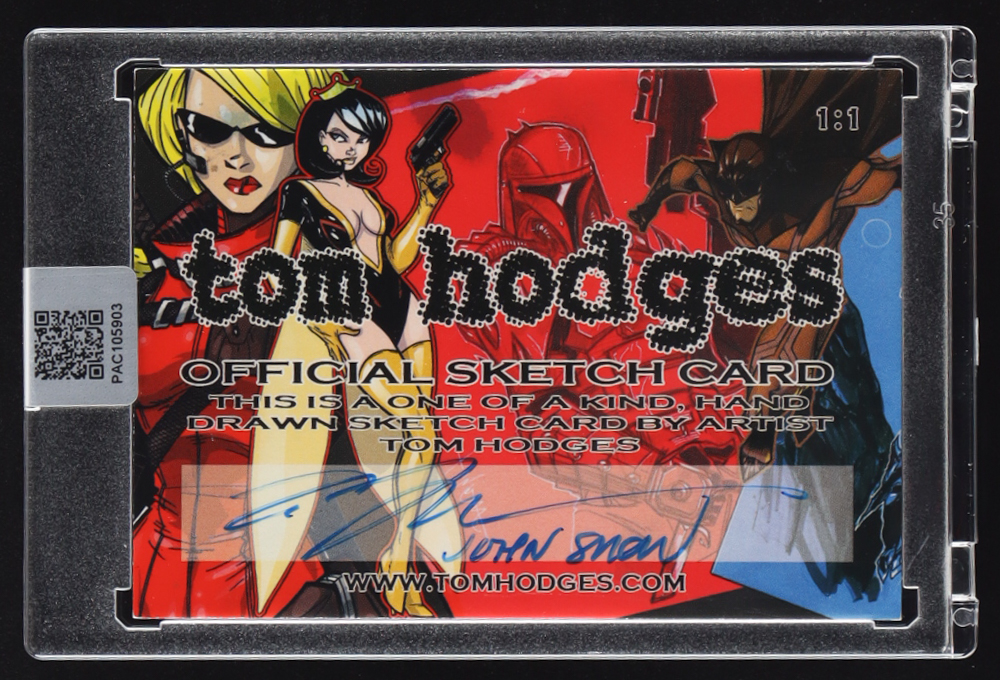 1:1
35
tom hodges
PAC105903
OFFICIAL SKETCH CARD
THIS IS A ONE OF A KIND, HAND
DRAWN SKETCH CARD BY ARTIST
TOM HODGES
JOHN SNOW
WWW.TOMHODGES.COM